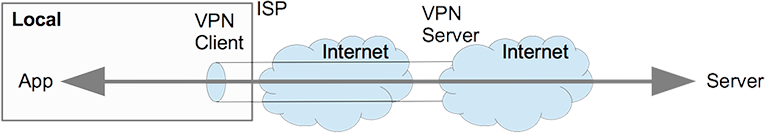 Local
VPN
Client
ISP
VPN
Server
Internet
Internet
App
Server